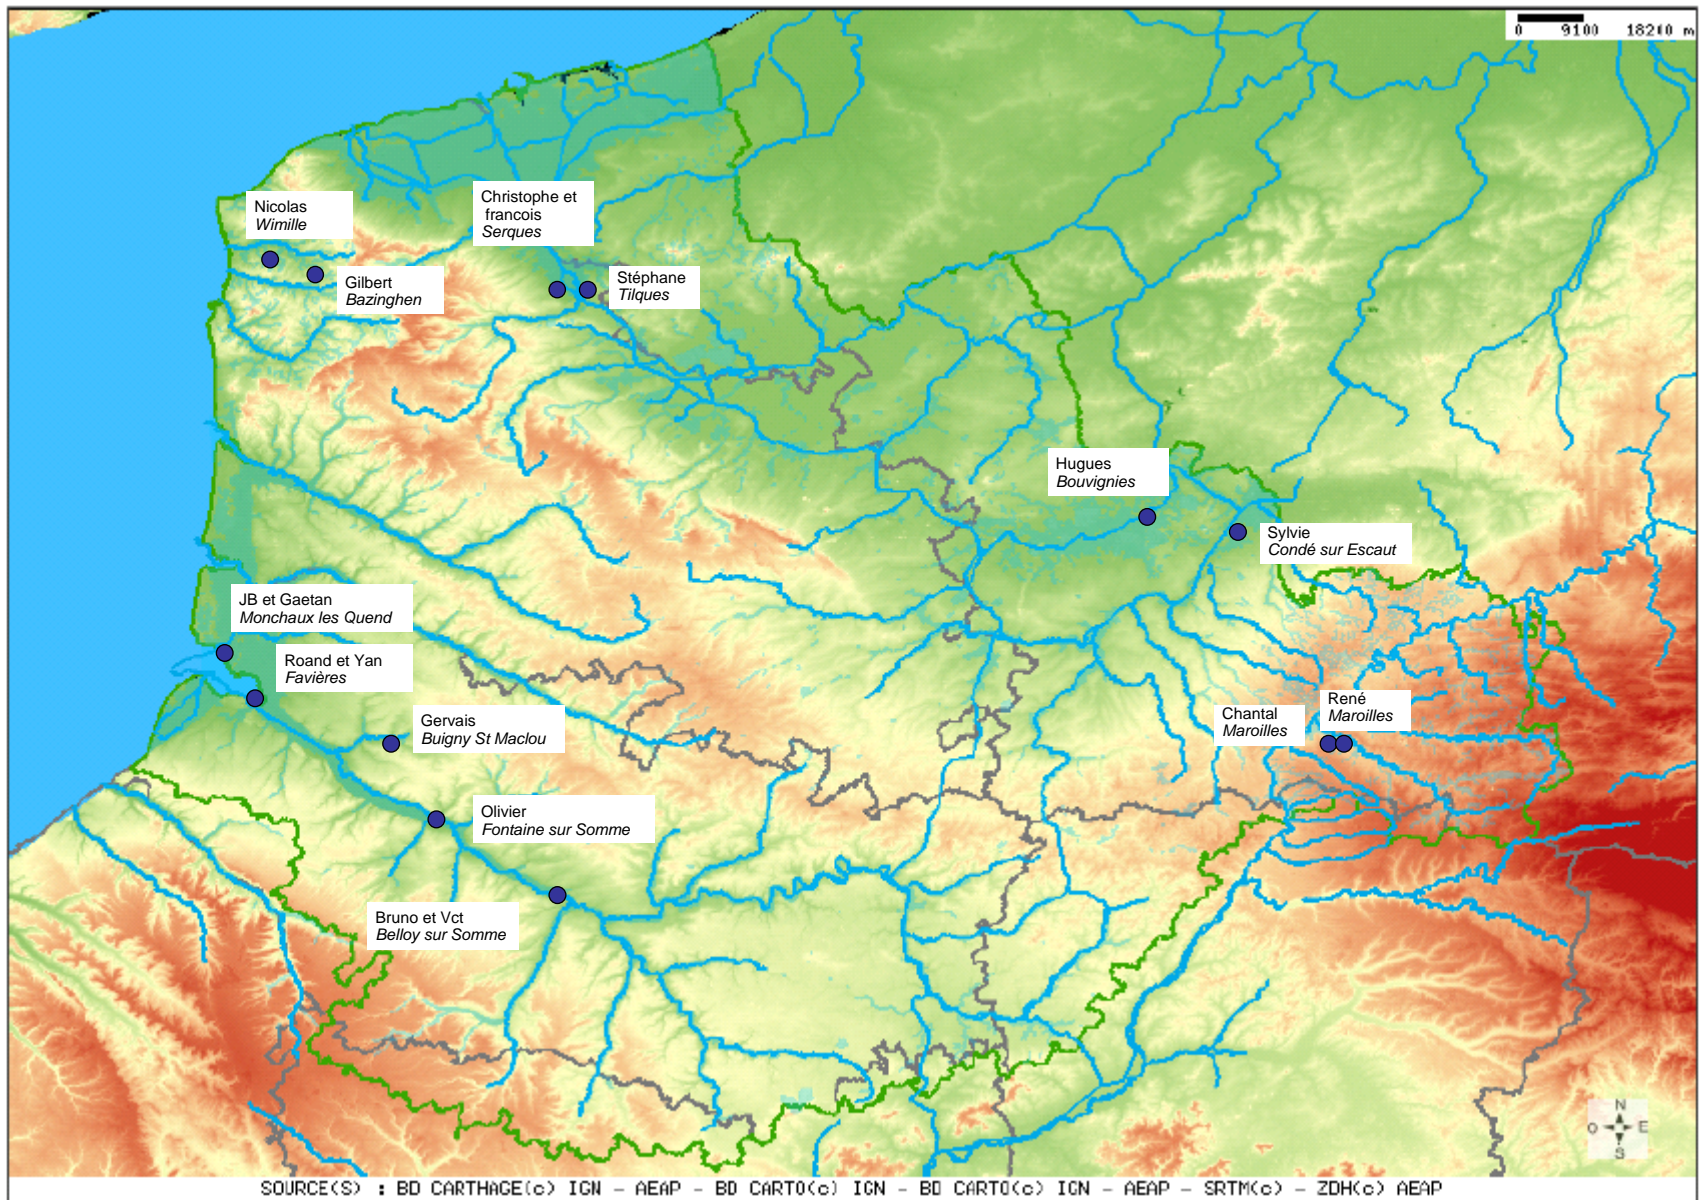 0 9100 18200 m
Nicolas
Wimille
Christophe et
francois
Serques
Gilbert
Bazinghen
Stéphane
Tilques
Hugues
Bouvignies
Sylvie
Condé sur Escaut
JB et Gaetan
Monchaux les Quend
Roand et Yan
Favières
Gervais
Buigny St Maclou
Chantal
Maroilles
René
Maroilles
Olivier
Fontaine sur Somme
Bruno et Vct
Belloy sur Somme
N
O E
S
SOURCE(S) : BD CARTHAGE(c) IGN - AEAP - BD CARTO(c) IGN - BD CARTO(c) IGN - AEAP - SRTM(c) - ZDH(c) AEAP